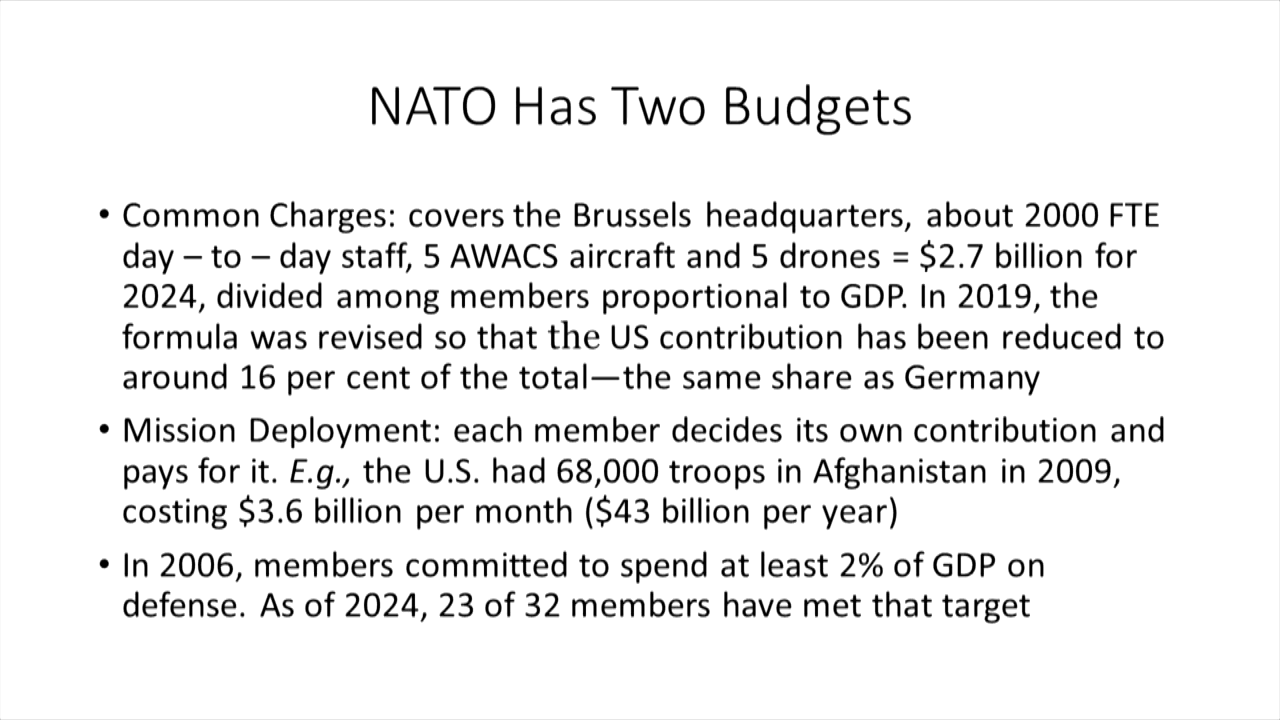 NATO Has Two Budgets
• Common Charges: covers the Brussels headquarters, about 2000 FTE
day – to – day staff, 5 AWACS aircraft and 5 drones = $2.7 billion for
2024, divided among members proportional to GDP. In 2019, the
formula was revised so that the US contribution has been reduced to
around 16 per cent of the total—the same share as Germany
• Mission Deployment: each member decides its own contribution and
pays for it. E.g., the U.S. had 68,000 troops in Afghanistan in 2009,
costing $3.6 billion per month ($43 billion per year)
• In 2006, members committed to spend at least 2% of GDP on
defense. As of 2024, 23 of 32 members have met that target